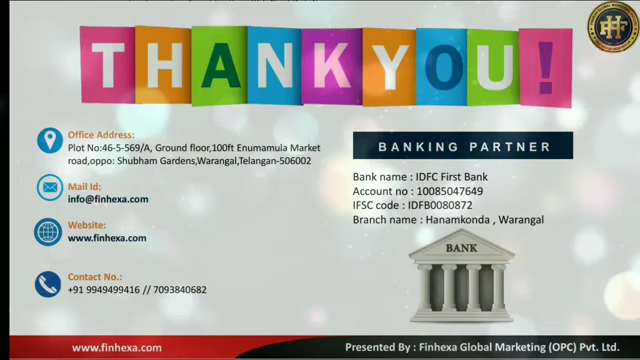 THANKYOU!
Office Address:
Plot No:46-5-569/A, Ground floor,100ft Enumamula Market
road,oppo: Shubham Gardens,Warangal,Telangan-506002
Mail Id:
info@finhexa.com
Website:
www.finhexa.com
Contact No.:
+91 9949499416 // 7093840682
BANKING PARTNER
Bank name : IDFC First Bank
Account no : 10085047649
IFSC code : IDFB0080872
Branch name : Hanamkonda , Warangal
BANK
www.finhexa.com
Presented By : Finhexa Global Marketing (OPC) Pvt. Ltd.